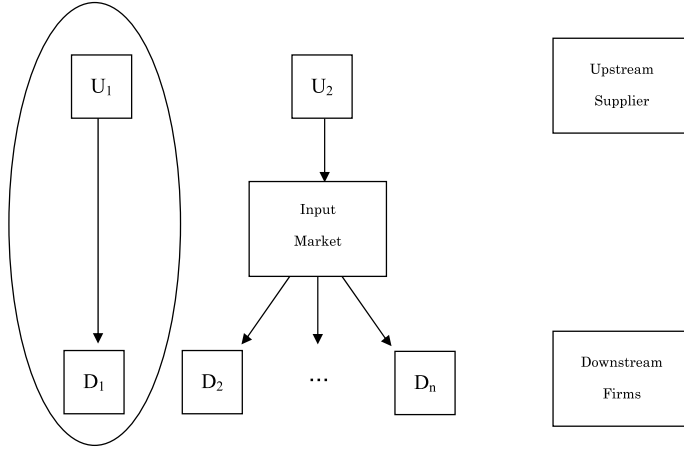 U₁
U₂
Upstream
Supplier
Input
Market
D₁
D₂
...
Dₙ
Downstream
Firms